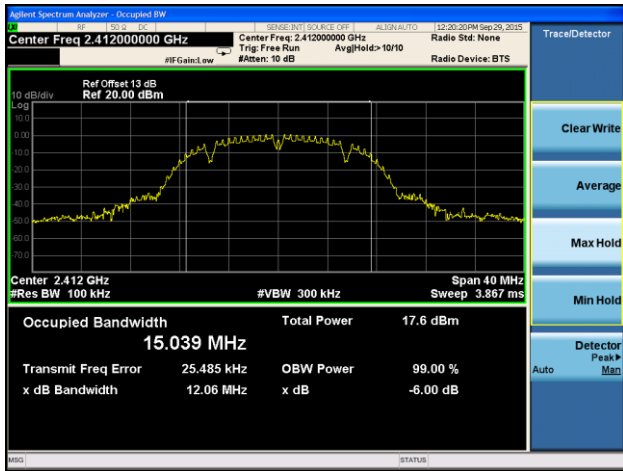 Agilent Spectrum Analyzer - Occupied BW
RF 50 Ω DC SENSE:INT SOURCE OFF ALIGN AUTO 12:20:20 PM Sep 29, 2015
Center Freq 2.412000000 GHz
Center Freq: 2.412000000 GHz
Radio Std: None
Trig: Free Run Avg|Hold:> 10/10
#IFGain:Low #Atten: 10 dB Radio Device: BTS
Trace/Detector
Ref Offset 13 dB
10 dB/div Ref 20.00 dBm
Log
10.0
0.00
-10.0
-20.0
-30.0
-40.0
-50.0
-60.0
-70.0
Center 2.412 GHz Span 40 MHz
#Res BW 100 kHz #VBW 300 kHz Sweep 3.867 ms
Occupied Bandwidth Total Power 17.6 dBm
15.039 MHz
Transmit Freq Error 25.485 kHz OBW Power 99.00 %
x dB Bandwidth 12.06 MHz x dB -6.00 dB
Clear Write
Average
Max Hold
Min Hold
Detector
Peak▶
Auto Man
MSG STATUS